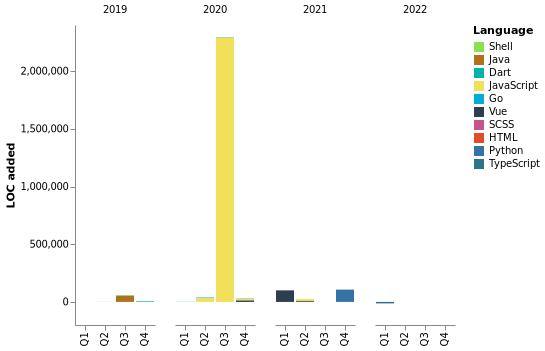 2019 2020 2021 2022
Language
Shell
Java
Dart
JavaScript
Go
Vue
SCSS
HTML
Python
TypeScript
LOC added
2,000,000
1,500,000
1,000,000
500,000
0
Q1 Q2 Q3 Q4 Q1 Q2 Q3 Q4 Q1 Q2 Q3 Q4 Q1 Q2 Q3 Q4